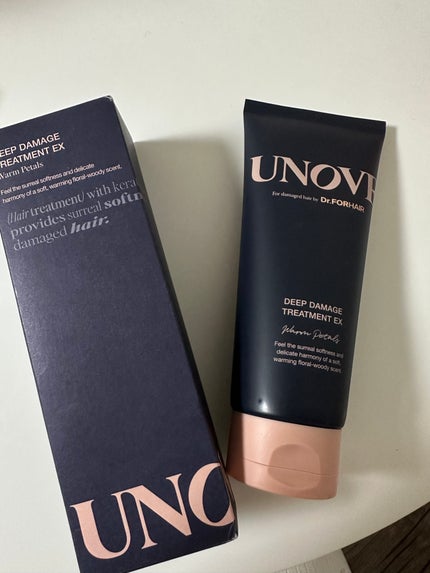 EEP DAMAGE
TREATMENT EX
Warm Petals
Feel the surreal softness and delicate
harmony of a soft, warming floral-woody scent.
(Hair treatment) with kera
provides surreal softn
damaged hair.
UNO
UNOVE
for damaged hair by Dr.FORHAIR
DEEP DAMAGE
TREATMENT EX
Warm Petals
Feel the surreal softness and
delicate harmony of a soft,
warming floral-woody scent.